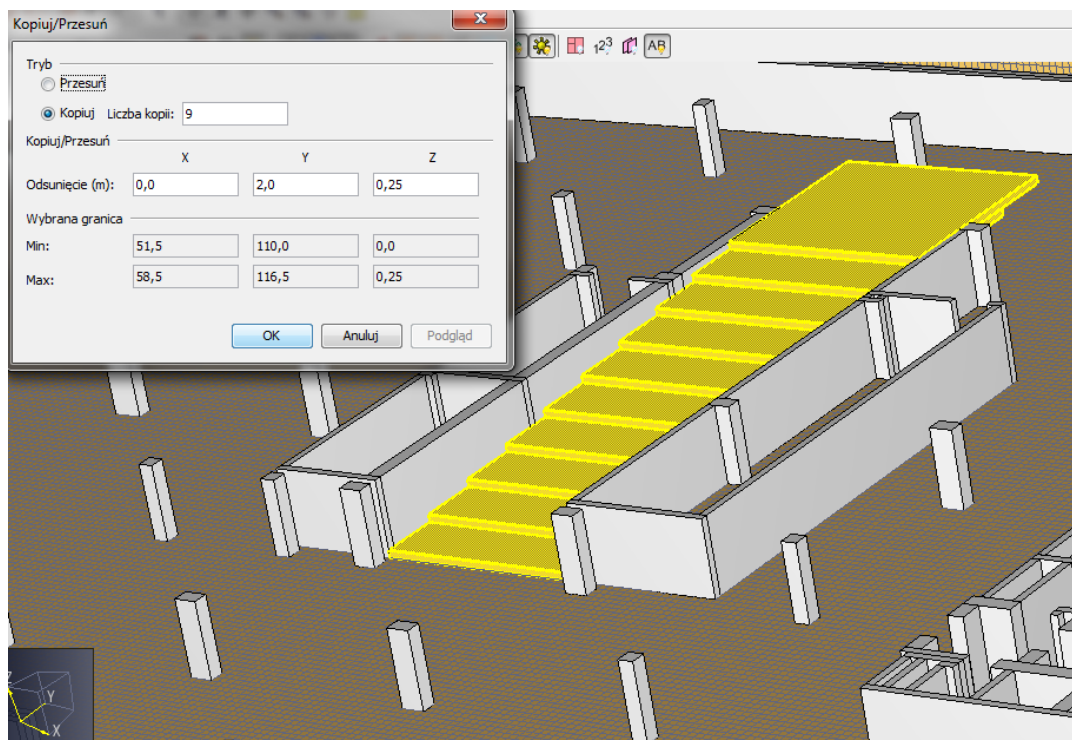 Kopiuj/Przesuń
Tryb
Przesuń
Kopiuj Liczba kopii: 9
Kopiuj/Przesuń
X Y Z
Odsunięcie (m): 0,0 2,0 0,25
Wybrana granica
Min: 51,5 110,0 0,0
Max: 58,5 116,5 0,25
OK Anuluj Podgląd
123 AB
Z Y X